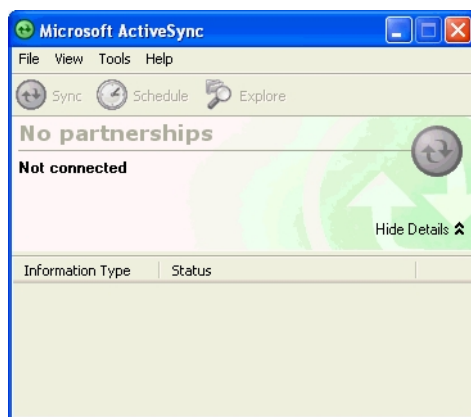 Microsoft ActiveSync
File View Tools Help
Sync Schedule Explore
No partnerships
Not connected
Hide Details
Information Type Status